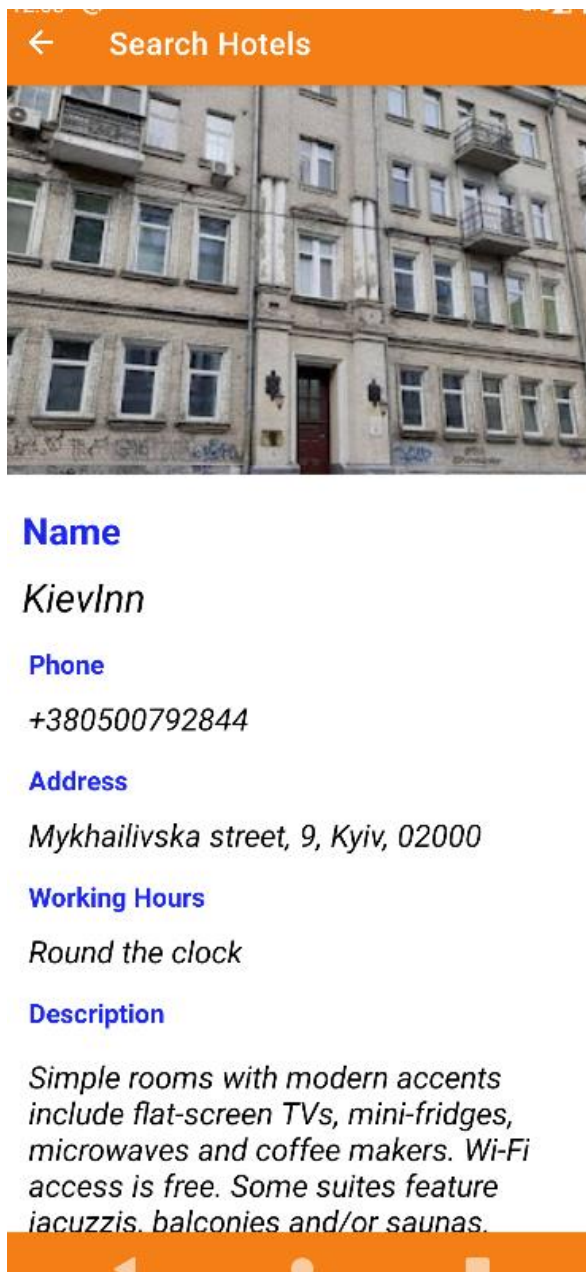 Search Hotels
Name
KievInn
Phone
+380500792844
Address
Mykhailivska street, 9, Kyiv, 02000
Working Hours
Round the clock
Description
Simple rooms with modern accents
include flat-screen TVs, mini-fridges,
microwaves and coffee makers. Wi-Fi
access is free. Some suites feature
jacuzzis, balconies and/or saunas.